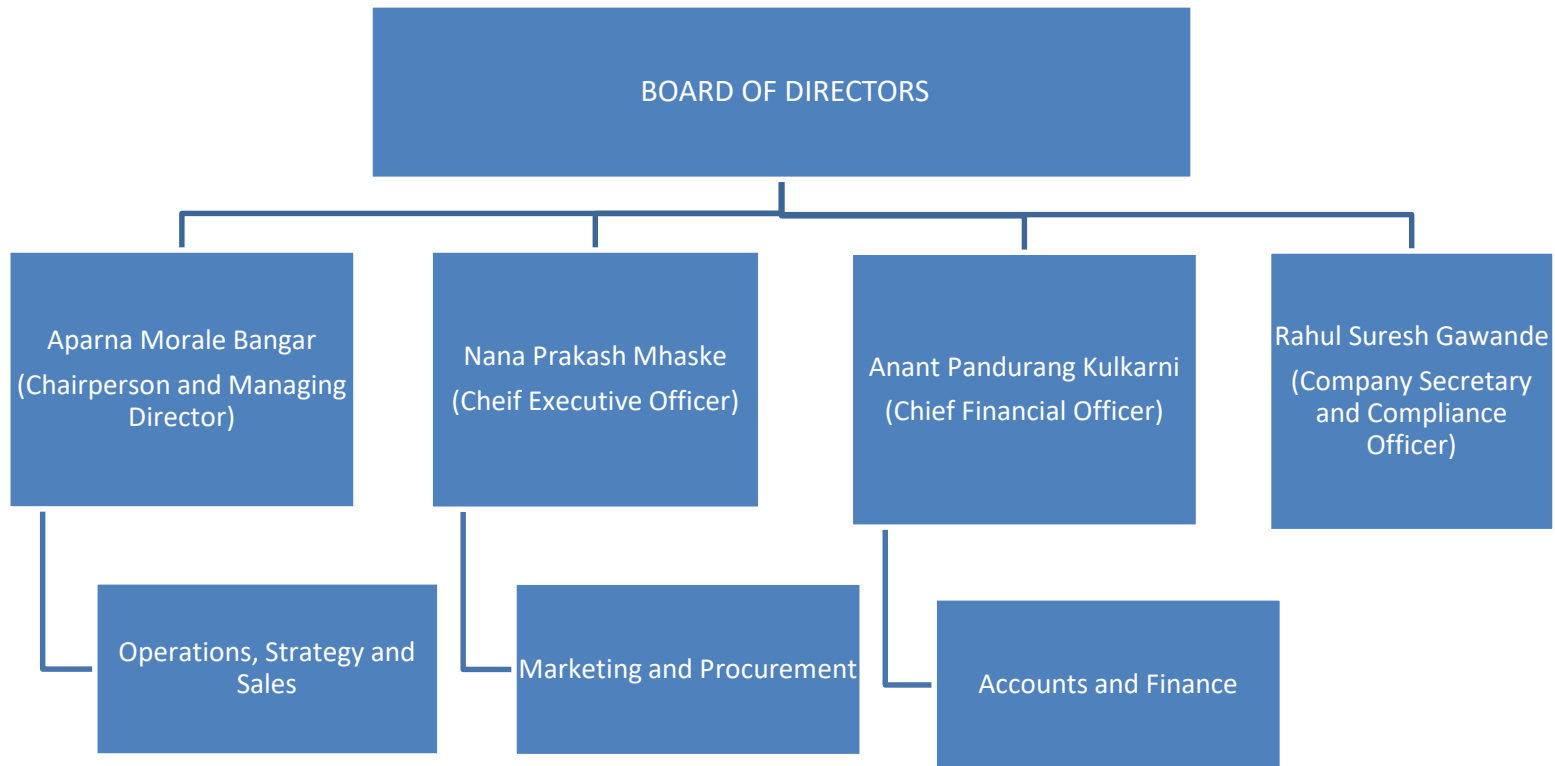 BOARD OF DIRECTORS
Aparna Morale Bangar
(Chairperson and Managing
Director)
Nana Prakash Mhaske
(Cheif Executive Officer)
Anant Pandurang Kulkarni
(Chief Financial Officer)
Rahul Suresh Gawande
(Company Secretary
and Compliance
Officer)
Operations, Strategy and
Sales
Marketing and Procurement
Accounts and Finance